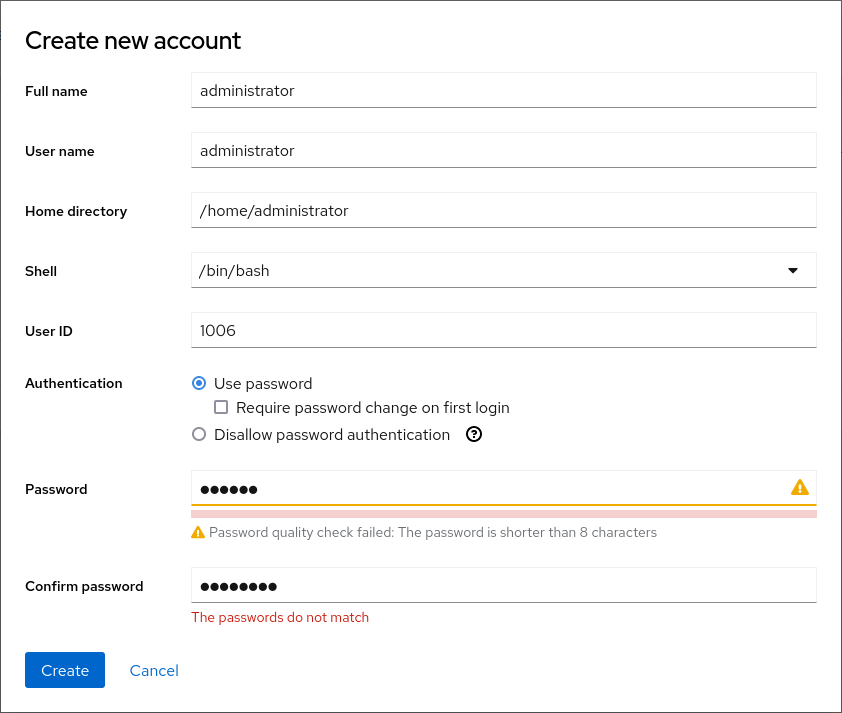 Create new account
Full name administrator
User name administrator
Home directory /home/administrator
Shell /bin/bash
User ID 1006
Authentication Use password
Require password change on first login
Disallow password authentication
Password ●●●●●●
Password quality check failed: The password is shorter than 8 characters
Confirm password ●●●●●●●●
The passwords do not match
Create Cancel